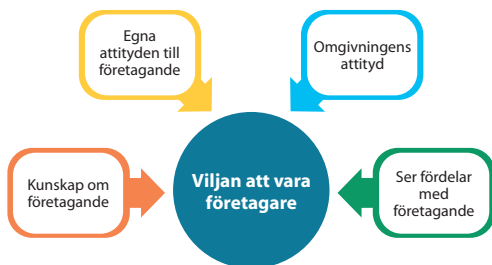 Egna
attityden till
företagande
Omgivningens
attityd
Kunskap om
företagande
Viljan att vara
företagare
Ser fördelar
med
företagande